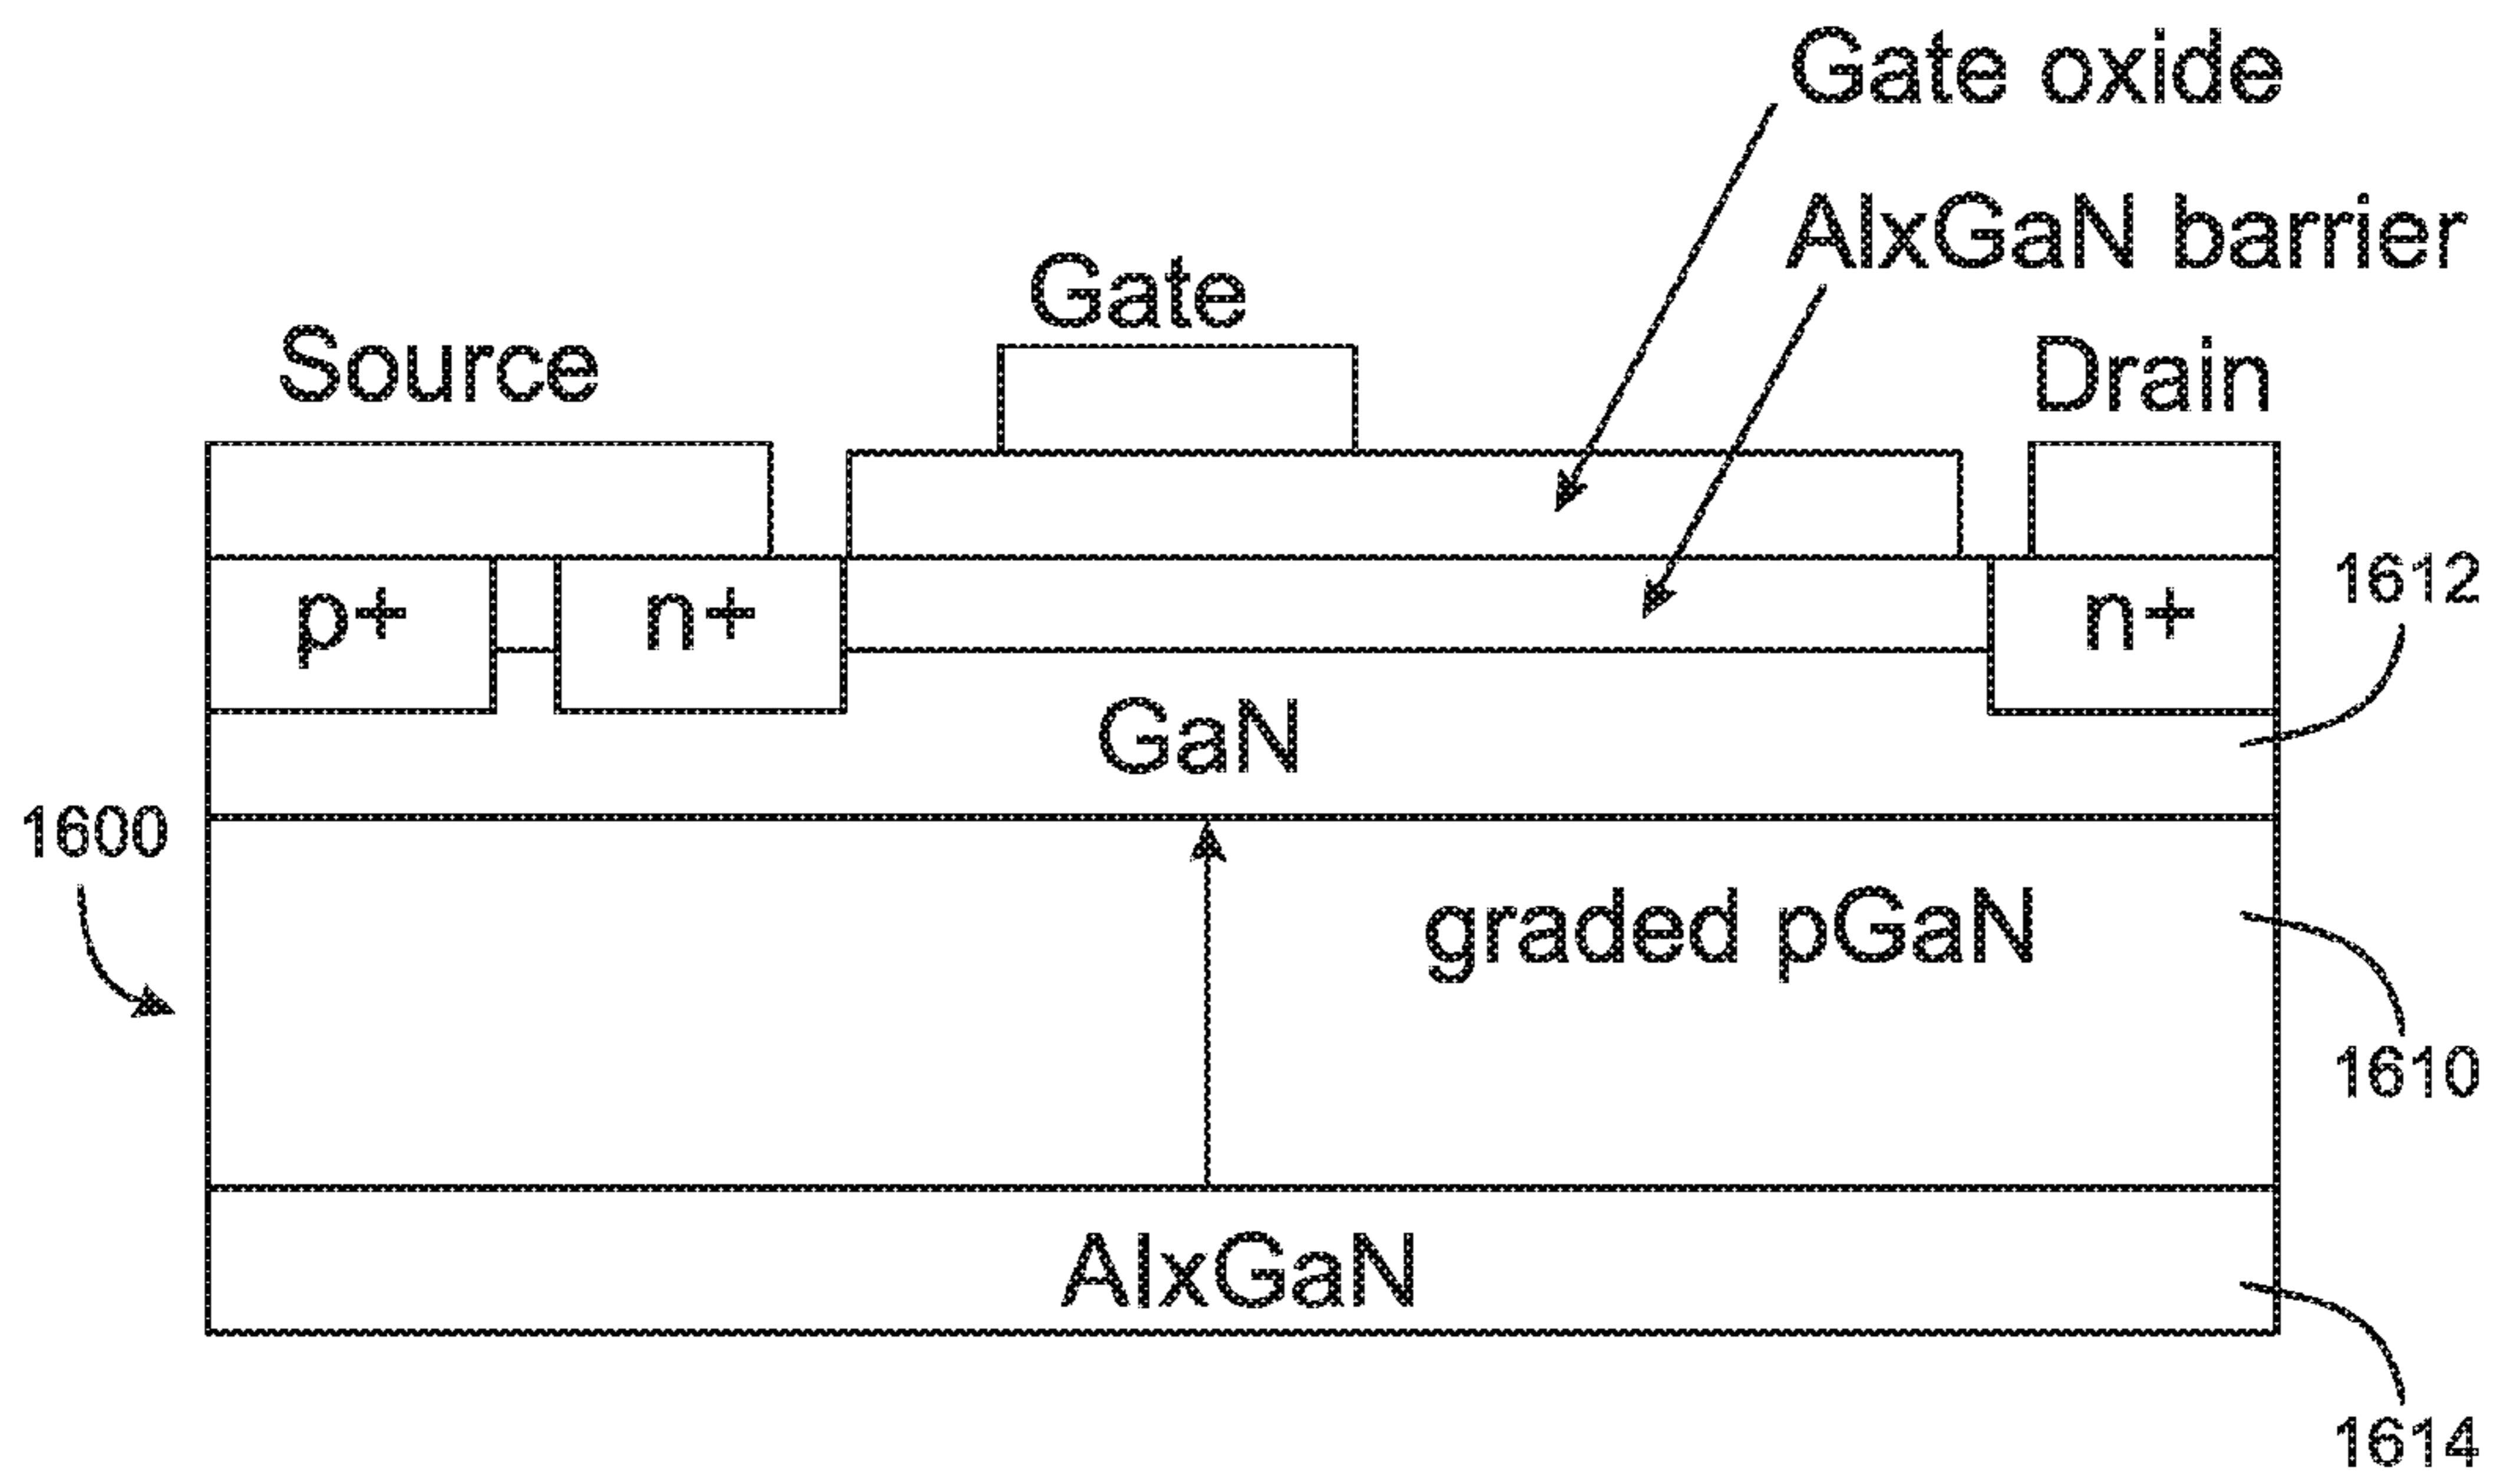 Gate oxide
AlxGaN barrier
Gate
Source
Drain
p+
n+
n+
1612
GaN
1600
graded pGaN
1610
AlxGaN
1614